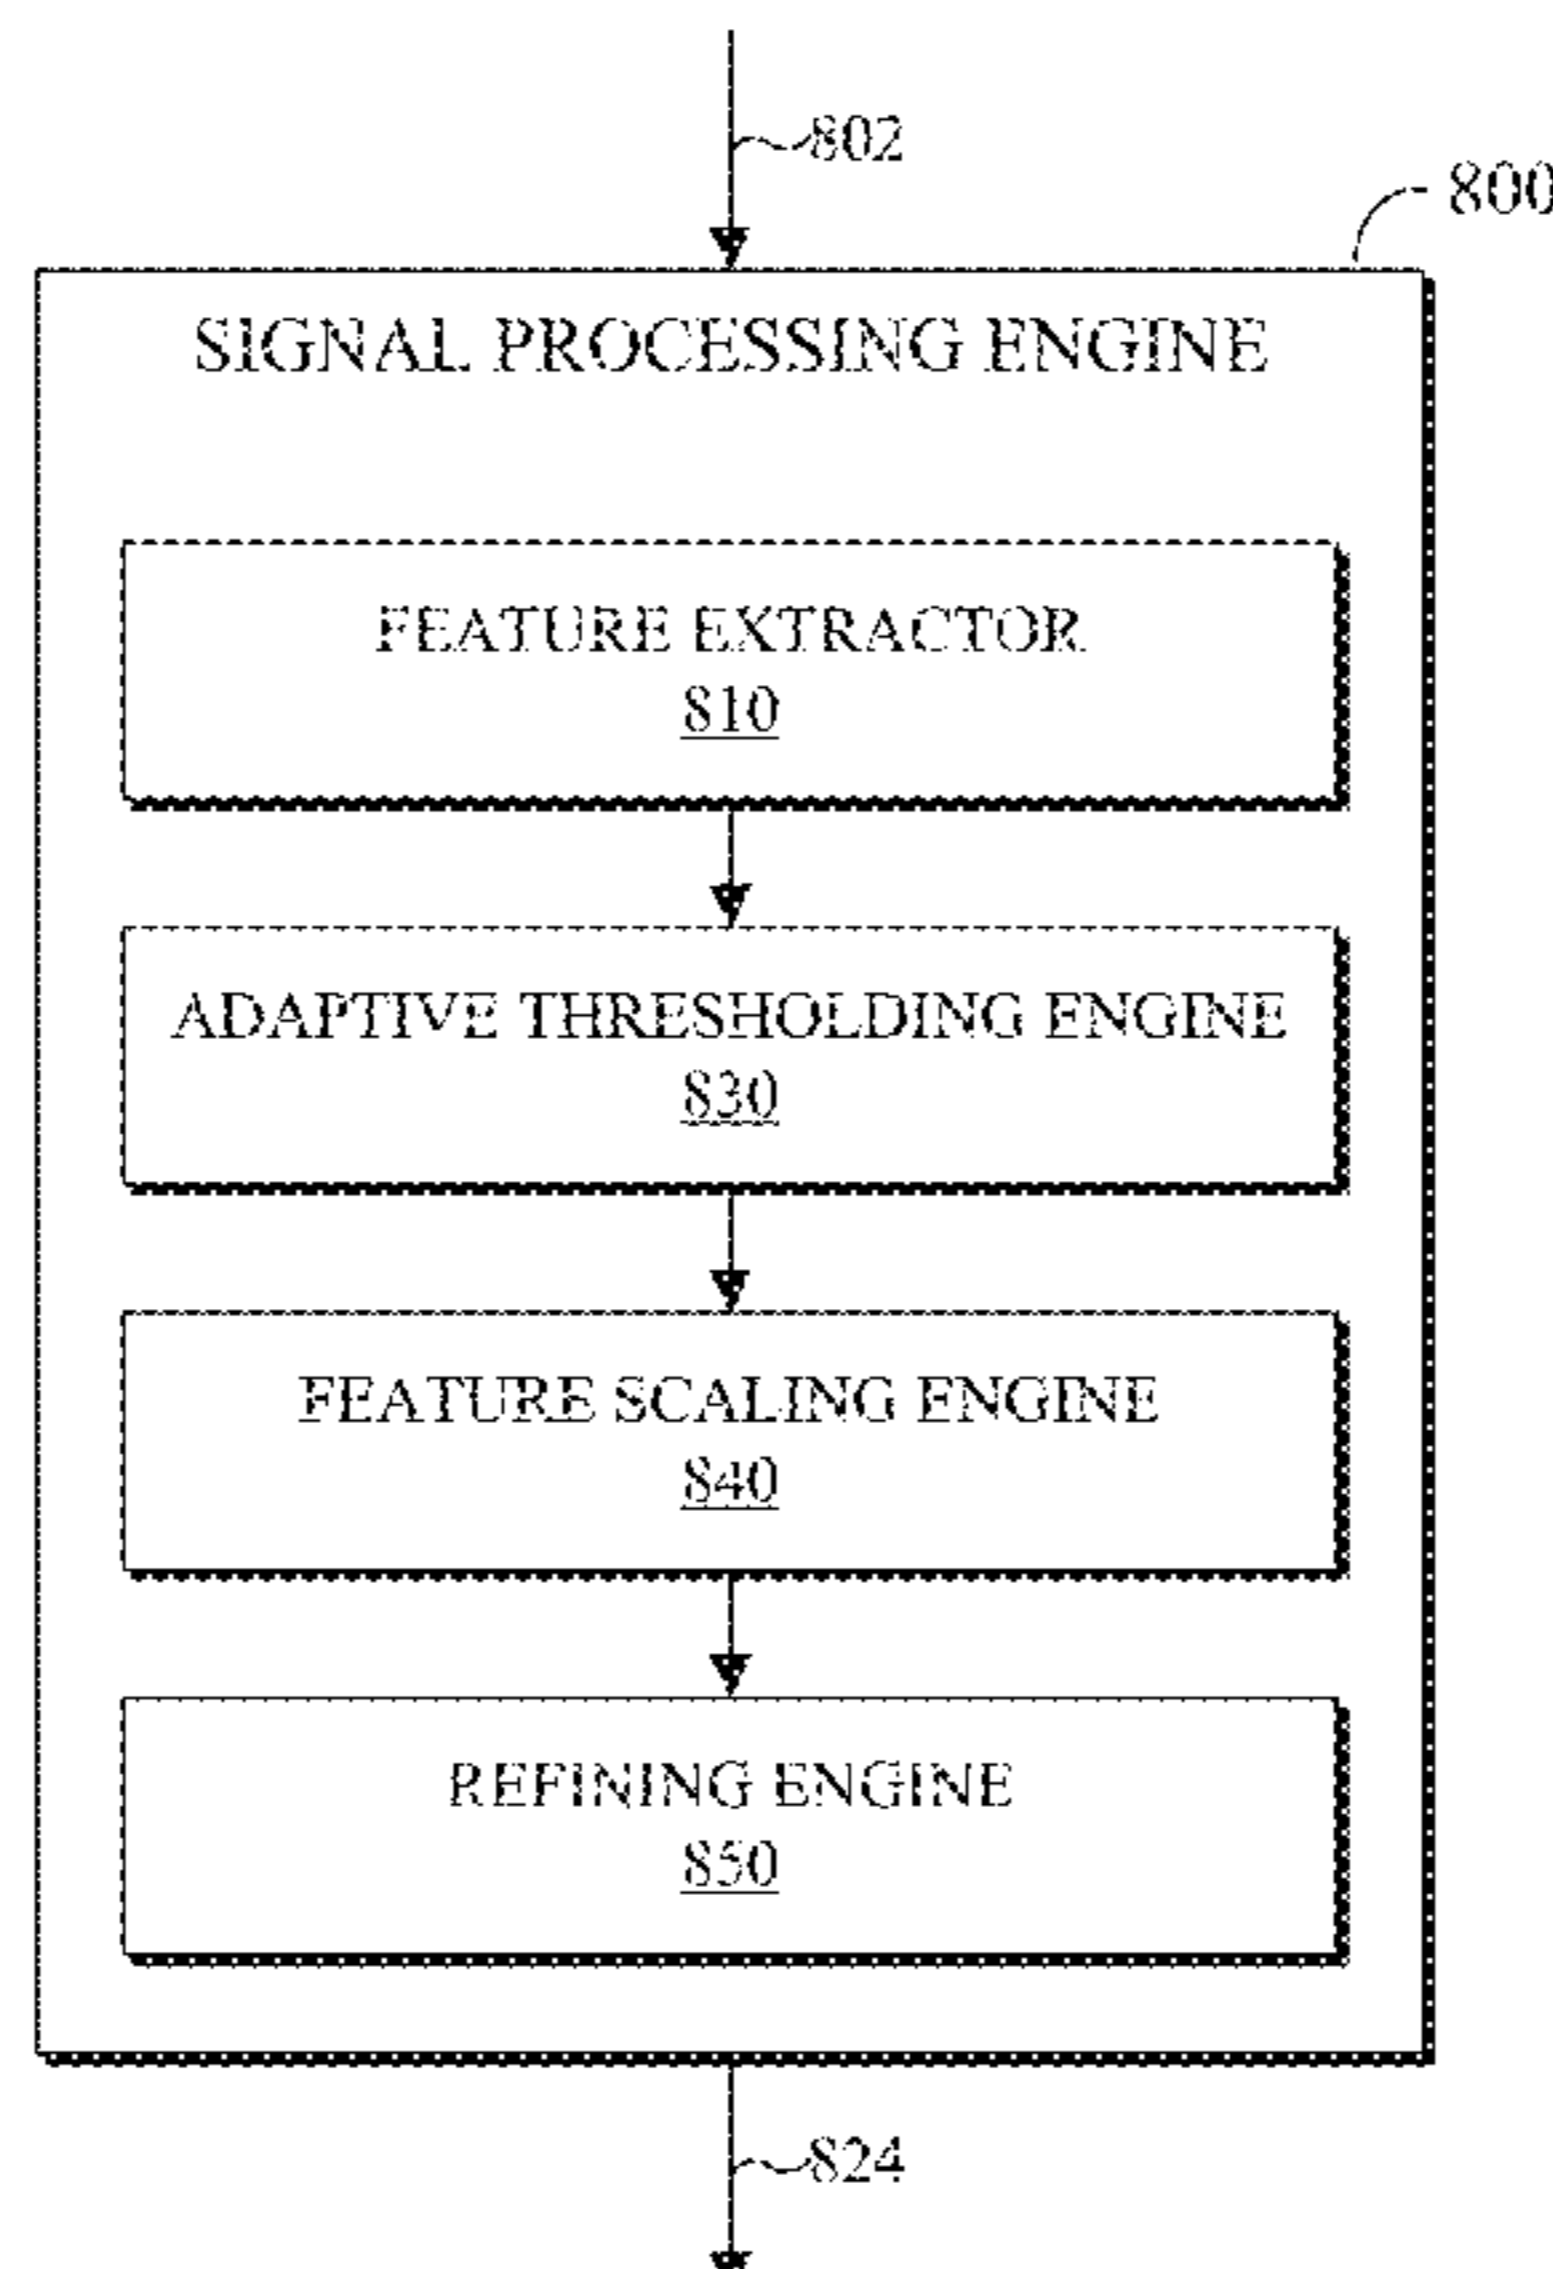 802
800
SIGNAL PROCESSING ENGINE
FEATURE EXTRACTOR
810
ADAPTIVE THRESHOLDING ENGINE
830
FEATURE SCALING ENGINE
840
REFINING ENGINE
850
824